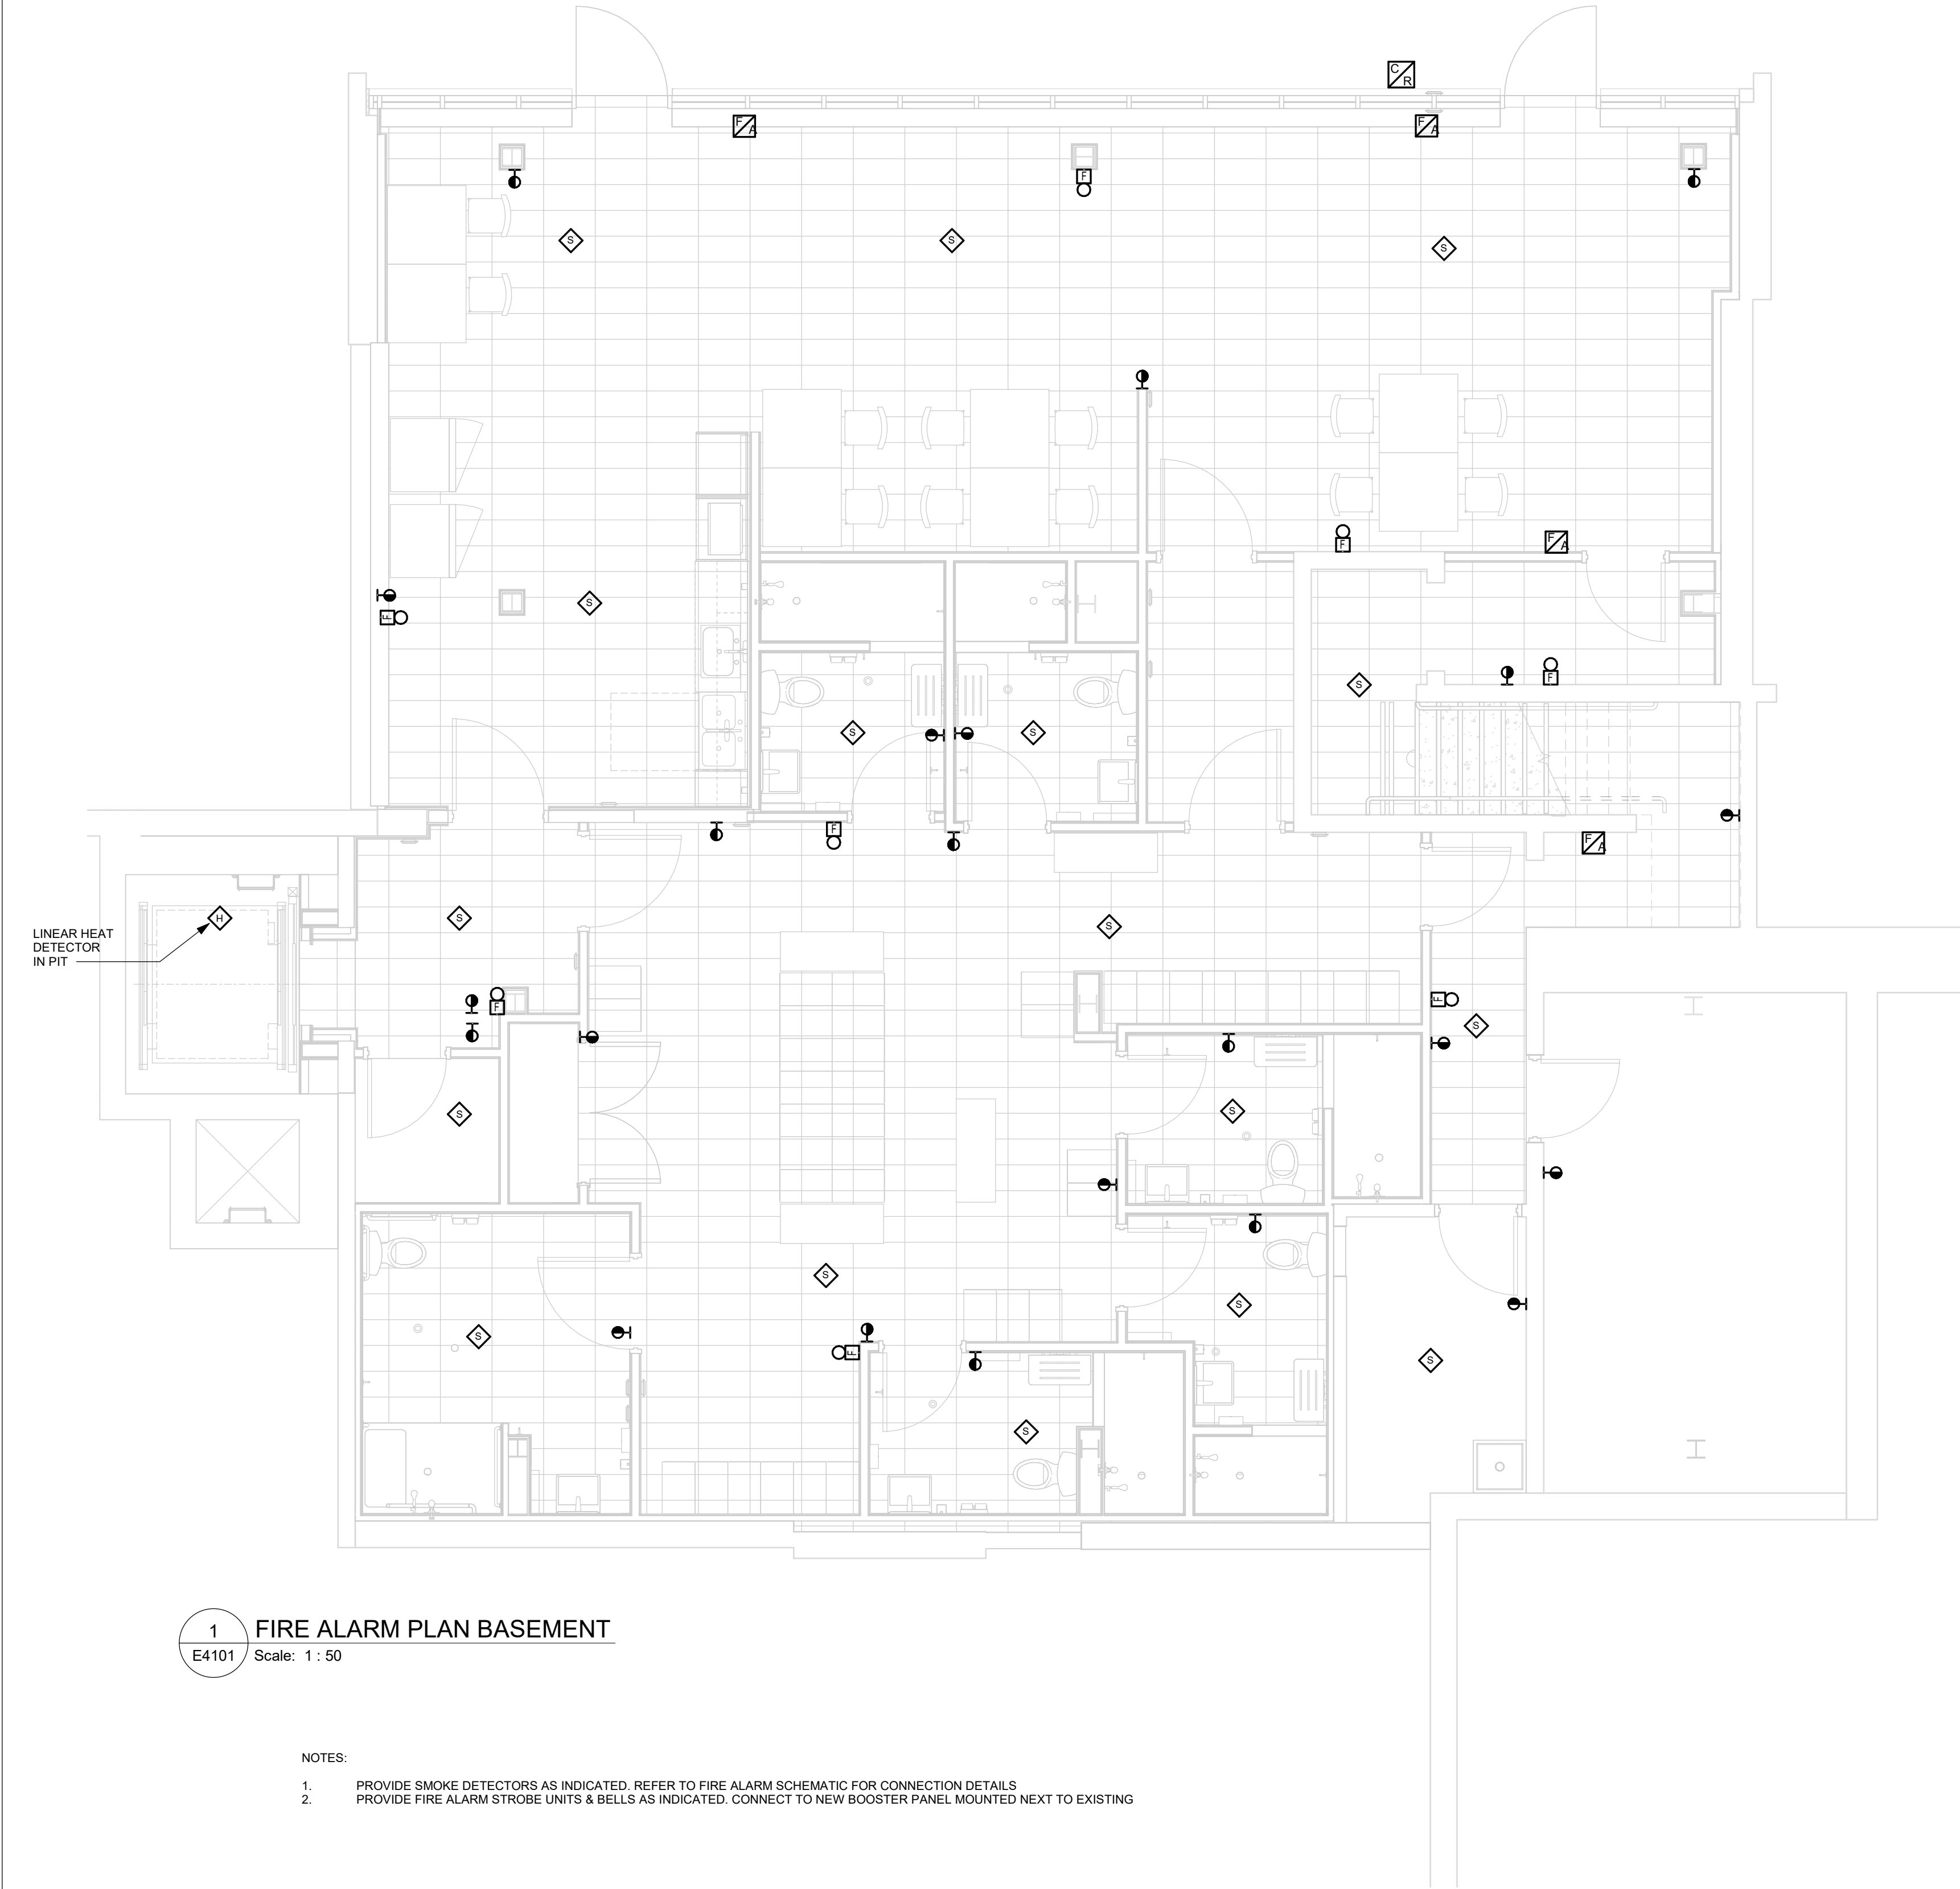 C
R
F
A
F
A
F
S
S
S
F
F
A
S
F
S
F
S
S
F
F
A
H
S
S
LINEAR HEAT
DETECTOR
IN PIT
F
F
S
S
S
S
S
S
F
S
S
1
FIRE ALARM PLAN BASEMENT
E4101
Scale: 1 : 50
NOTES:
1. PROVIDE SMOKE DETECTORS AS INDICATED. REFER TO FIRE ALARM SCHEMATIC FOR CONNECTION DETAILS
2. PROVIDE FIRE ALARM STROBE UNITS & BELLS AS INDICATED. CONNECT TO NEW BOOSTER PANEL MOUNTED NEXT TO EXISTING